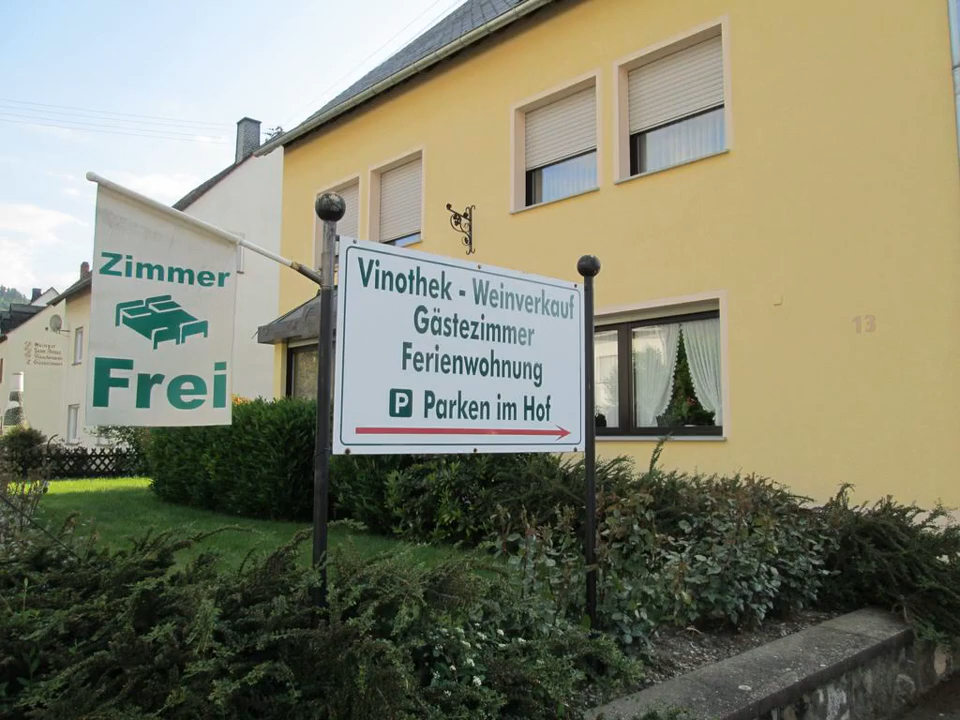 Zimmer
Frei
Vinothek - Weinverkauf
Gästezimmer
Ferienwohnung
P Parken im Hof
13